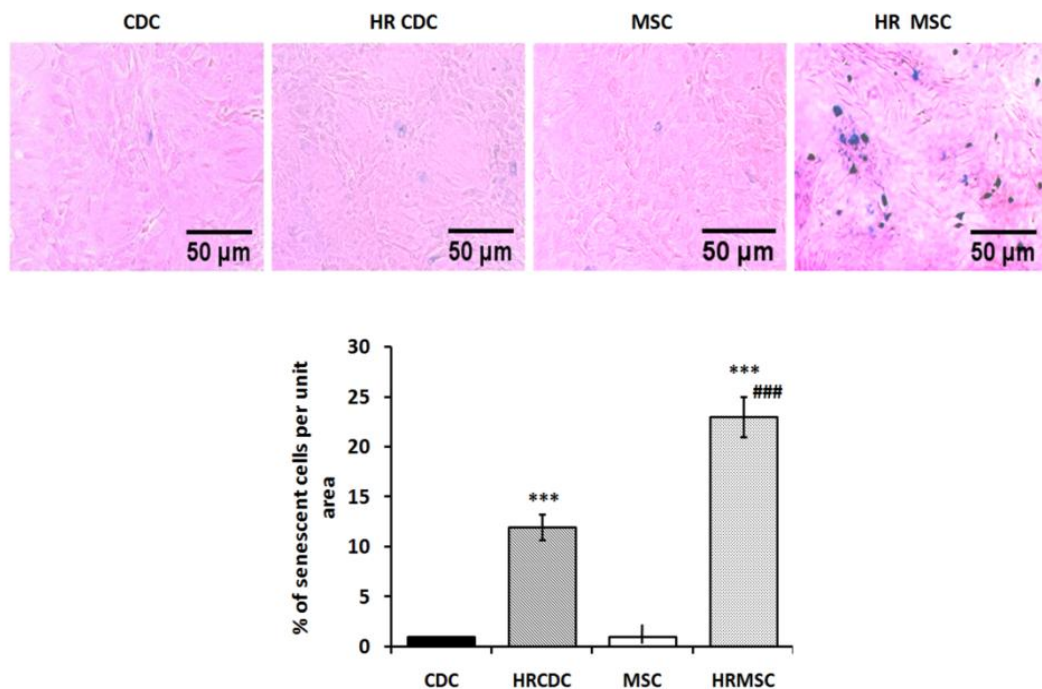 CDC HR CDC MSC HR MSC
50 µm 50 µm 50 µm 50 µm
% of senescent cells per unit
area
30
25
20
15
10
5
0
***
***
###
CDC HRCDC MSC HRMSC